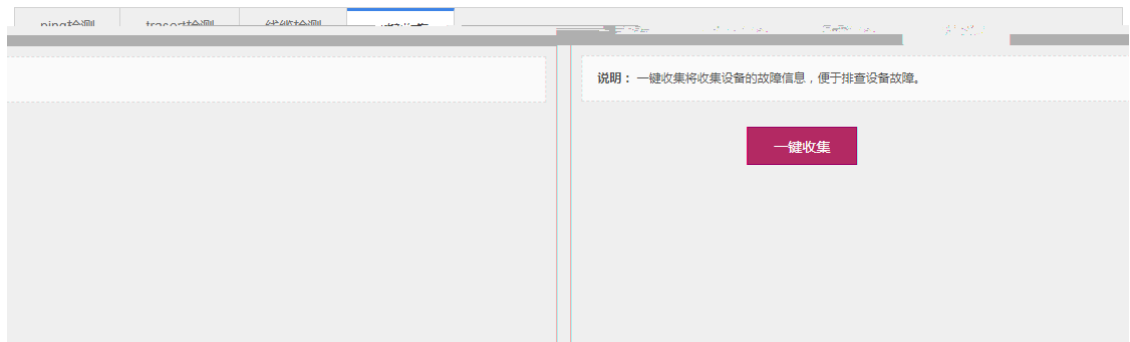 ping检测 tracert检测 线缆检测
说明： 一键收集将收集设备的故障信息，便于排查设备故障。
一键收集